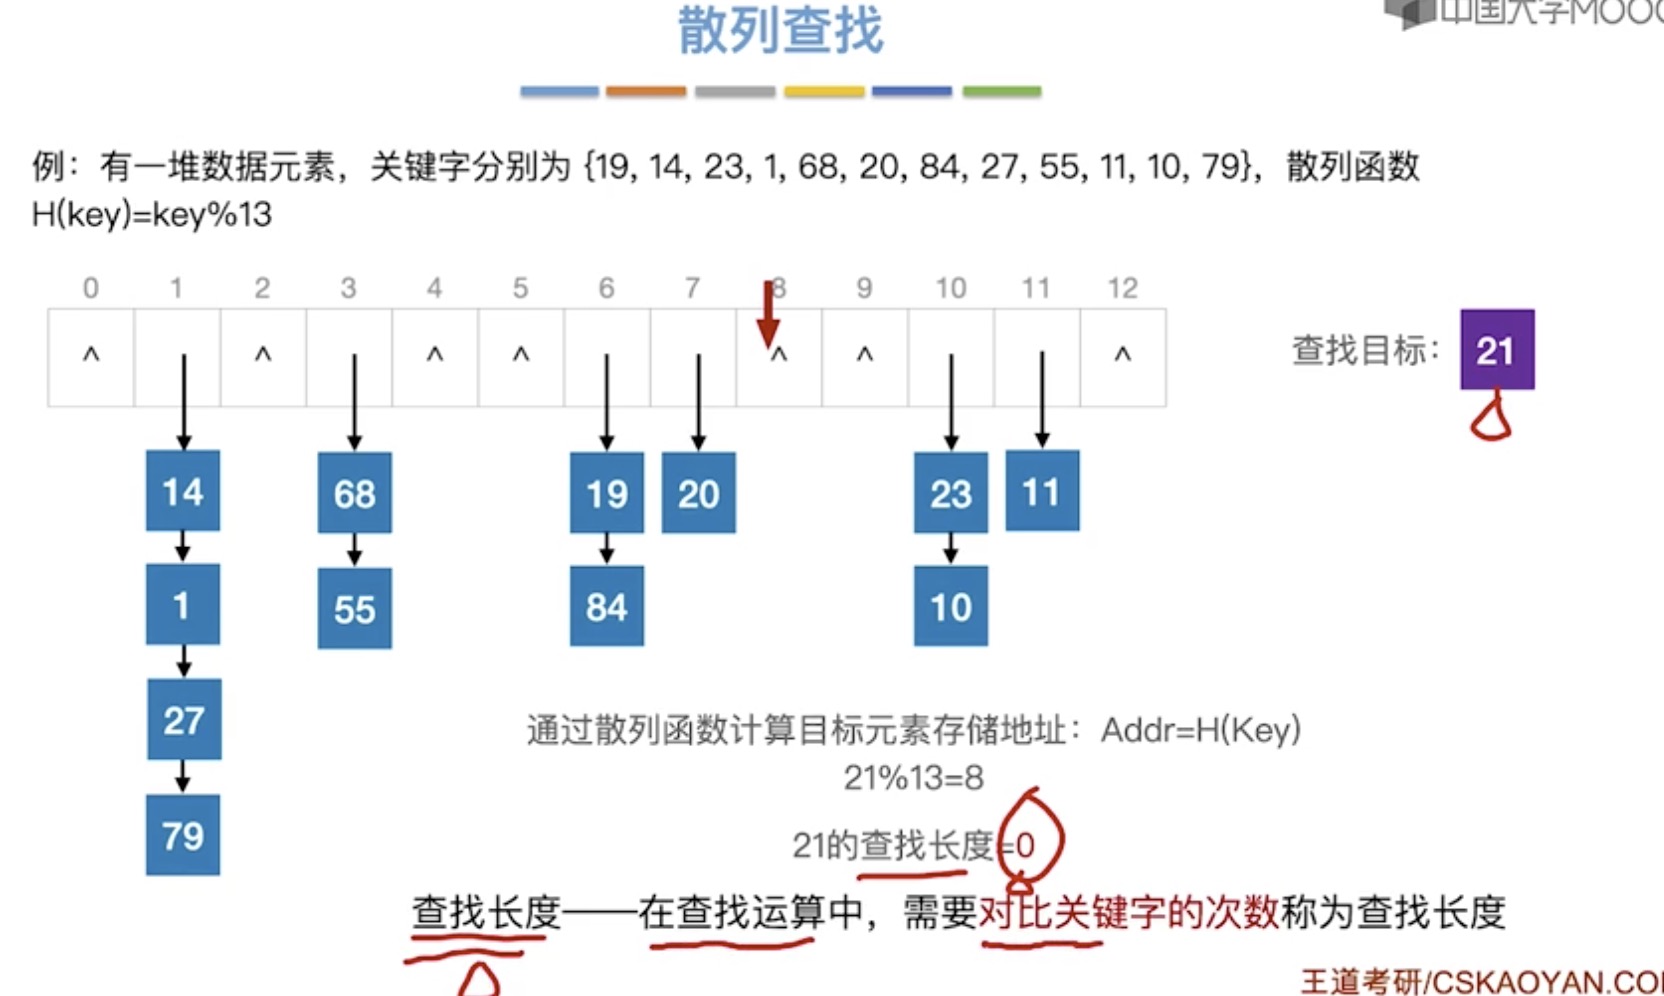 散列查找
中国大学MOOC
例：有一堆数据元素，关键字分别为 {19, 14, 23, 1, 68, 20, 84, 27, 55, 11, 10, 79}，散列函数
H(key)=key%13
0 1 2 3 4 5 6 7 8 9 10 11 12
^ ^ ^ ^ ^ ^ ^
查找目标： 21
14 68 19 20 23 11
1 55 84 10
27
79
通过散列函数计算目标元素存储地址：Addr=H(Key)
21%13=8
21的查找长度=0
查找长度——在查找运算中，需要对比关键字的次数称为查找长度
王道考研/CSKAOYAN.CO